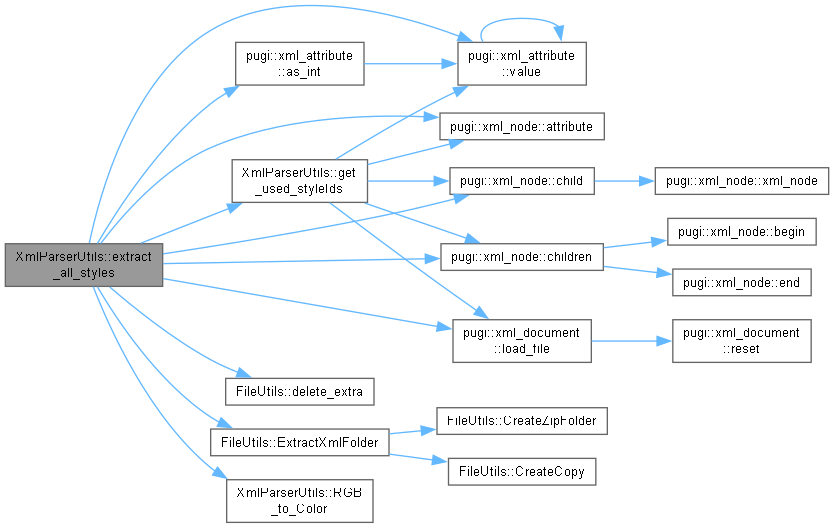 pugi::xml_attribute
::value
pugi::xml_attribute
::as_int
pugi::xml_node::attribute
XmlParserUtils::get
_used_styleIds
pugi::xml_node::child
pugi::xml_node::xml_node
pugi::xml_node::begin
XmlParserUtils::extract
_all_styles
pugi::xml_node::children
pugi::xml_node::end
pugi::xml_document
::load_file
pugi::xml_document
::reset
FileUtils::delete_extra
FileUtils::CreateZipFolder
FileUtils::ExtractXmlFolder
FileUtils::CreateCopy
XmlParserUtils::RGB
_to_Color